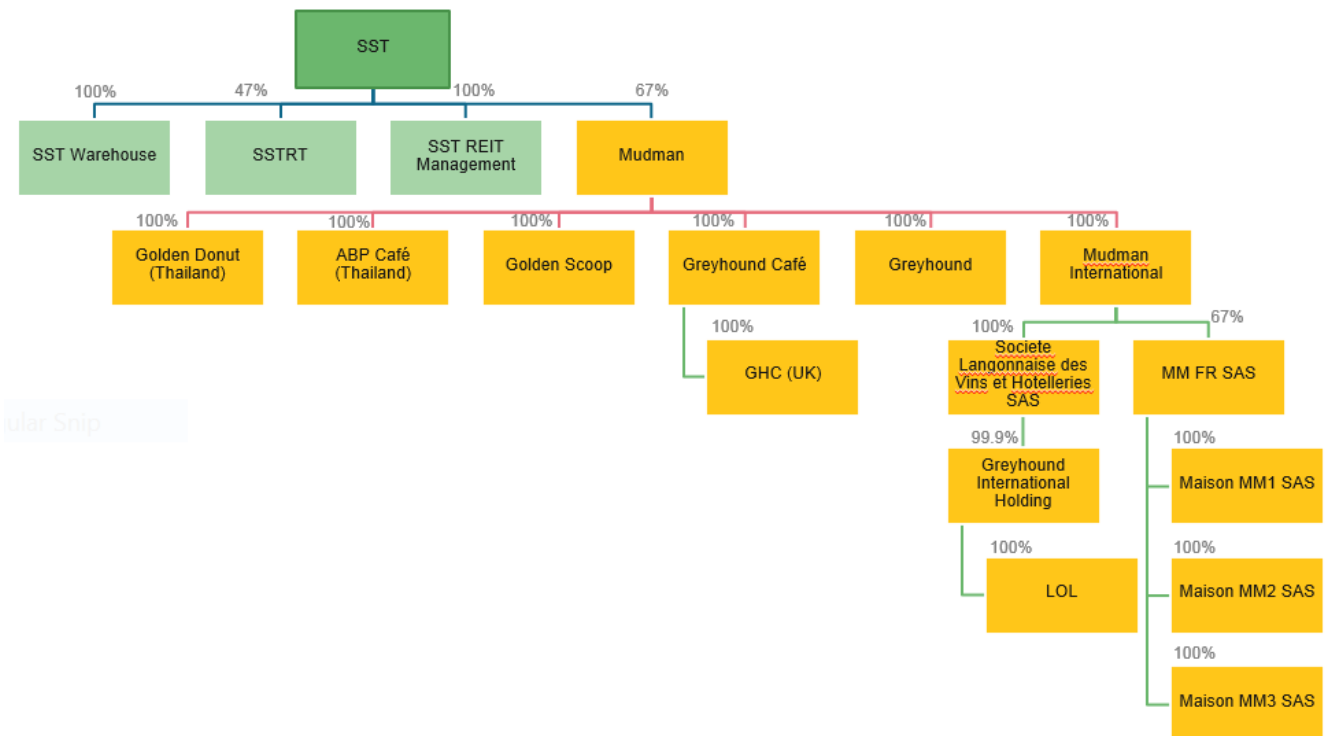 SST
100%
47%
100%
67%
SST Warehouse
SSTRT
SST REIT
Management
Mudman
100%
100%
100%
100%
100%
100%
Golden Donut
(Thailand)
ABP Café
(Thailand)
Golden Scoop
Greyhound Café
Greyhound
Mudman
International
100%
100%
67%
GHC (UK)
Societe
Langonnaise des
Vins et Hotelleries
SAS
MM FR SAS
ular Snip
99.9%
100%
Greyhound
International
Holding
Maison MM1 SAS
100%
100%
LOL
Maison MM2 SAS
100%
Maison MM3 SAS